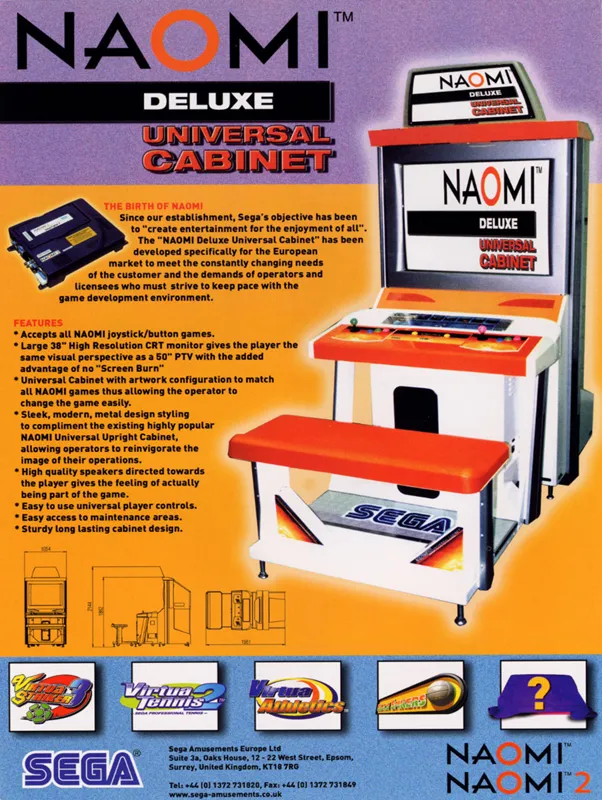 NAOMI™
DELUXE
UNIVERSAL
CABINET
NAOMI
DELUXE
UNIVERSAL
CABINET
NAOMI™
DELUXE
UNIVERSAL
CABINET
THE BIRTH OF NAOMI
Since our establishment, Sega's objective has been
to "create entertainment for the enjoyment of all".
The "NAOMI Deluxe Universal Cabinet" has been
developed specifically for the European
market to meet the constantly changing needs
of the customer and the demands of operators and
licensees who must strive to keep pace with the
game development environment.
FEATURES
* Accepts all NAOMI joystick/button games.
* Large 38" High Resolution CRT monitor gives the player the
same visual perspective as a 50" PTV with the added
advantage of no "Screen Burn"
* Universal Cabinet with artwork configuration to match
all NAOMI games thus allowing the operator to
change the game easily.
* Sleek, modern, metal design styling
to compliment the existing highly popular
NAOMI Universal Upright Cabinet,
allowing operators to reinvigorate the
image of their operations.
* High quality speakers directed towards
the player gives the feeling of actually
being part of the game.
* Easy to use universal player controls.
* Easy access to maintenance areas.
* Sturdy long lasting cabinet design.
SEGA
Virtua
Striker 3
Virtua
Tennis 2
SEGA PROFESSIONAL TENNIS
Virtua
Athletics
?
SEGA®
Sega Amusements Europe Ltd
Suite 3a, Oaks House, 12 - 22 West Street, Epsom,
Surrey, United Kingdom, KT18 7RG
Tel: +44 (0) 1372 731820, Fax: +44 (0) 1372 731849
www.sega-amusements.co.uk
NAOMI™
NAOMI™ 2